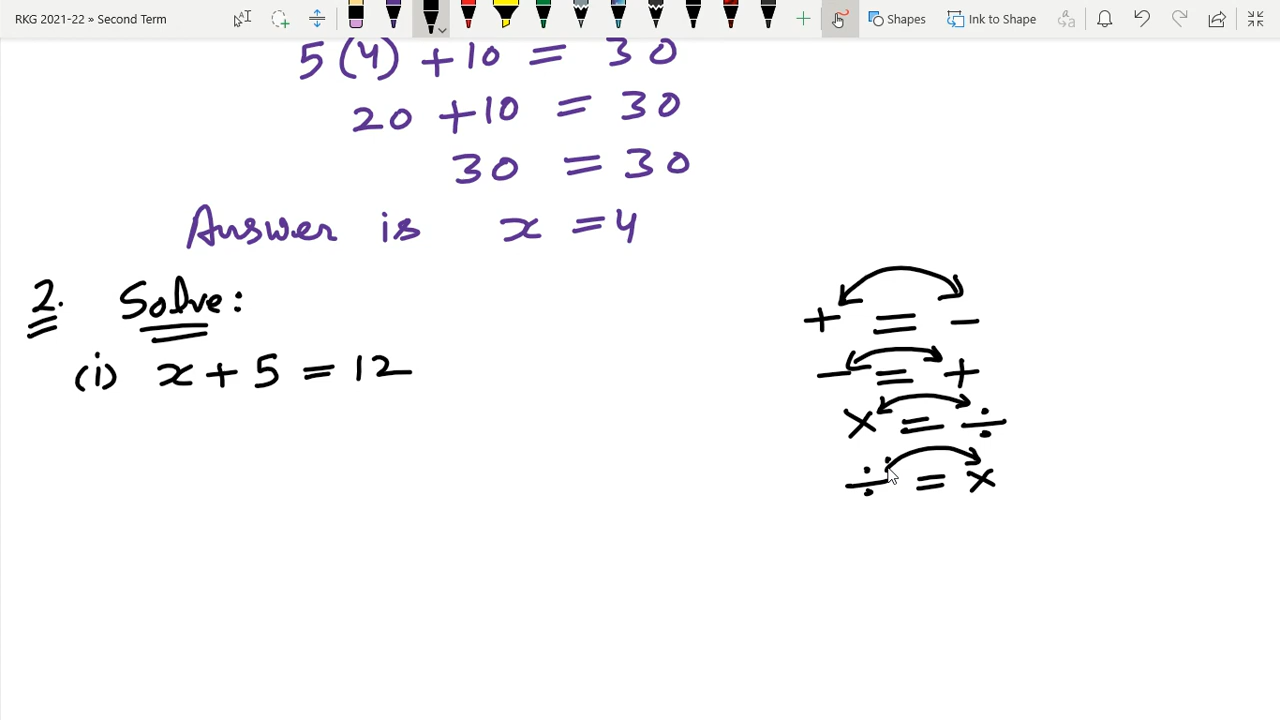 RKG 2021-22 » Second Term
Shapes
Ink to Shape
5(4) + 10 = 30
20 + 10 = 30
30 = 30
Answer is x = 4
2. Solve:
(i) x + 5 = 12
+ = −
− = +
× = ÷
÷ = ×